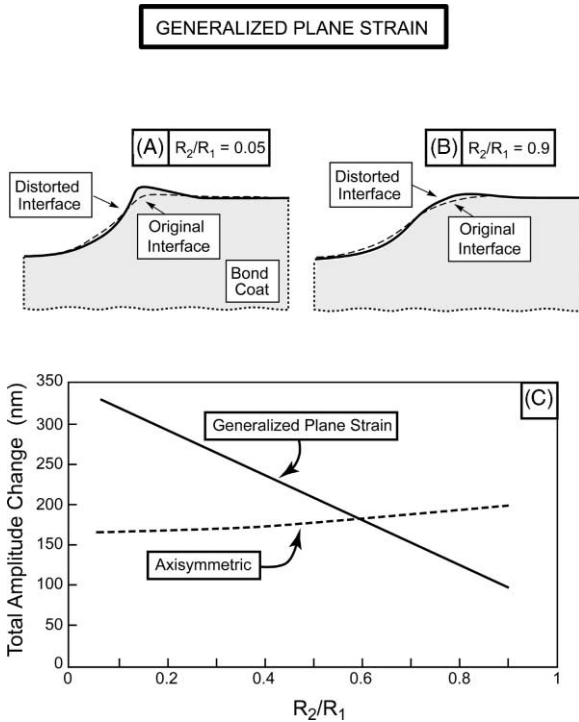 GENERALIZED PLANE STRAIN
(A) R₂/R₁ = 0.05
(B) R₂/R₁ = 0.9
Distorted
Interface
Original
Interface
Bond
Coat
Distorted
Interface
Original
Interface
(C)
Total Amplitude Change (nm)
350
300
250
200
150
100
50
0
Generalized Plane Strain
Axisymmetric
0 0.2 0.4 0.6 0.8 1
R₂/R₁